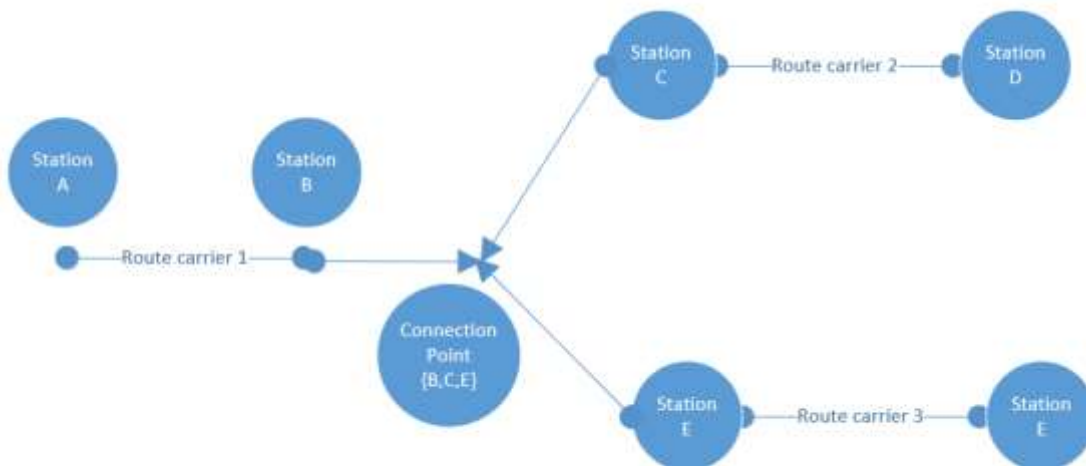 Station
C
Route carrier 2
Station
D
Station
A
Station
B
Route carrier 1
Connection
Point
{B,C,E}
Station
E
Route carrier 3
Station
E